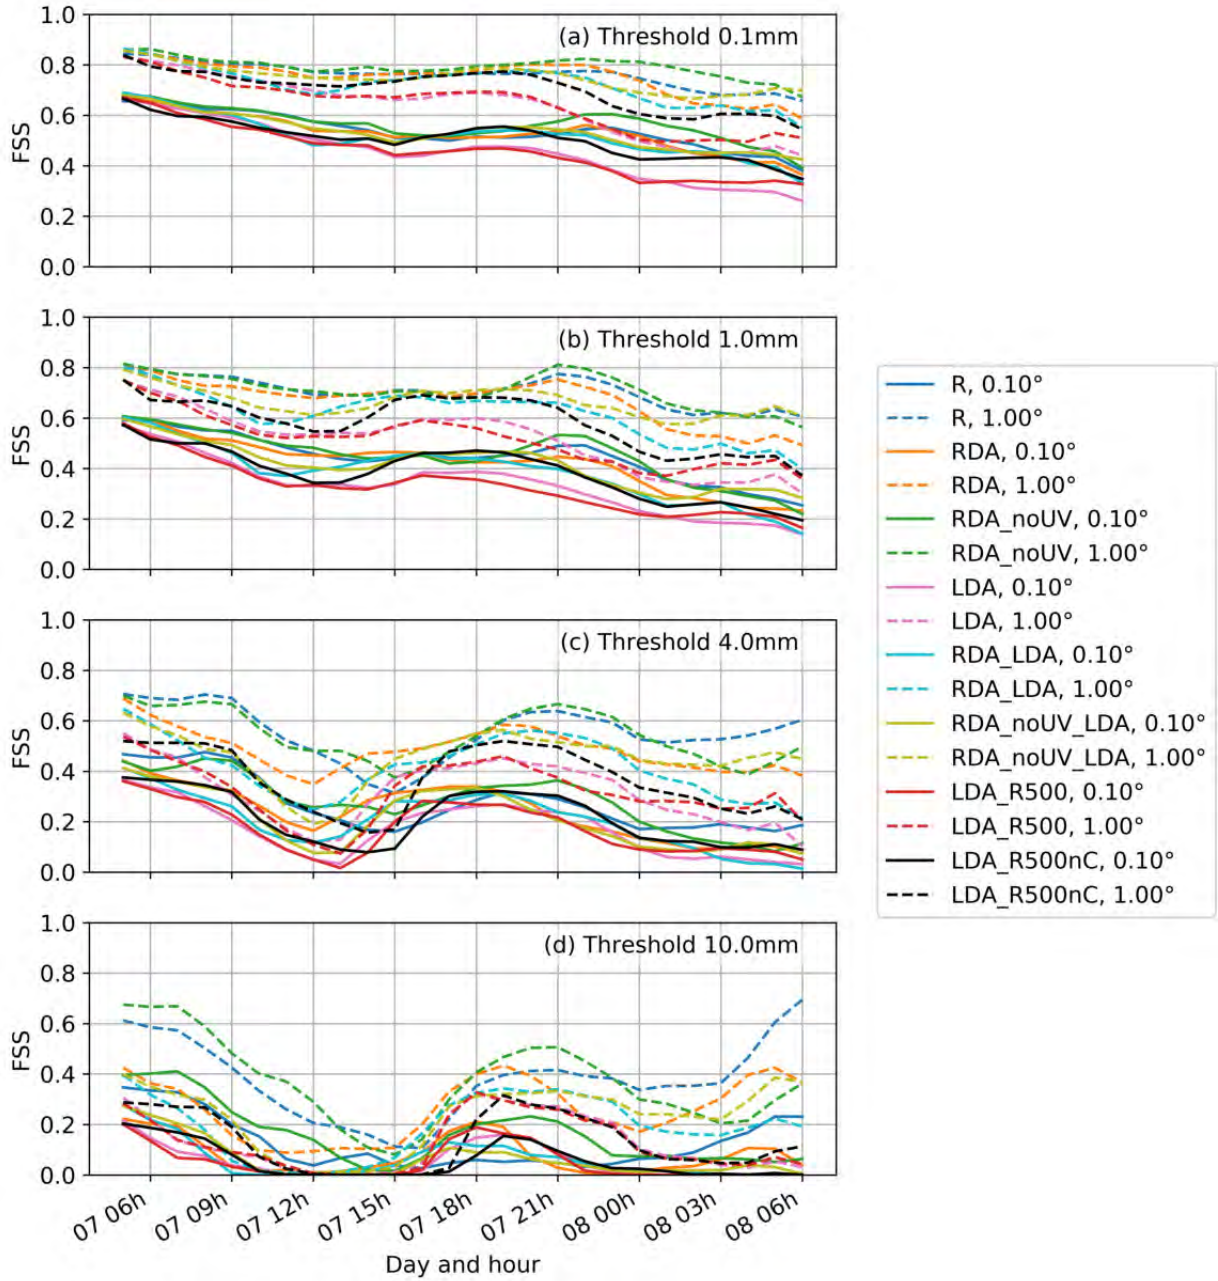 (a) Threshold 0.1mm
FSS
1.0
0.8
0.6
0.4
0.2
0.0
(b) Threshold 1.0mm
FSS
1.0
0.8
0.6
0.4
0.2
0.0
(c) Threshold 4.0mm
FSS
1.0
0.8
0.6
0.4
0.2
0.0
(d) Threshold 10.0mm
FSS
1.0
0.8
0.6
0.4
0.2
0.0
07 06h
07 09h
07 12h
07 15h
07 18h
07 21h
08 00h
08 03h
08 06h
Day and hour
R, 0.10°
R, 1.00°
RDA, 0.10°
RDA, 1.00°
RDA_noUV, 0.10°
RDA_noUV, 1.00°
LDA, 0.10°
LDA, 1.00°
RDA_LDA, 0.10°
RDA_LDA, 1.00°
RDA_noUV_LDA, 0.10°
RDA_noUV_LDA, 1.00°
LDA_R500, 0.10°
LDA_R500, 1.00°
LDA_R500nC, 0.10°
LDA_R500nC, 1.00°